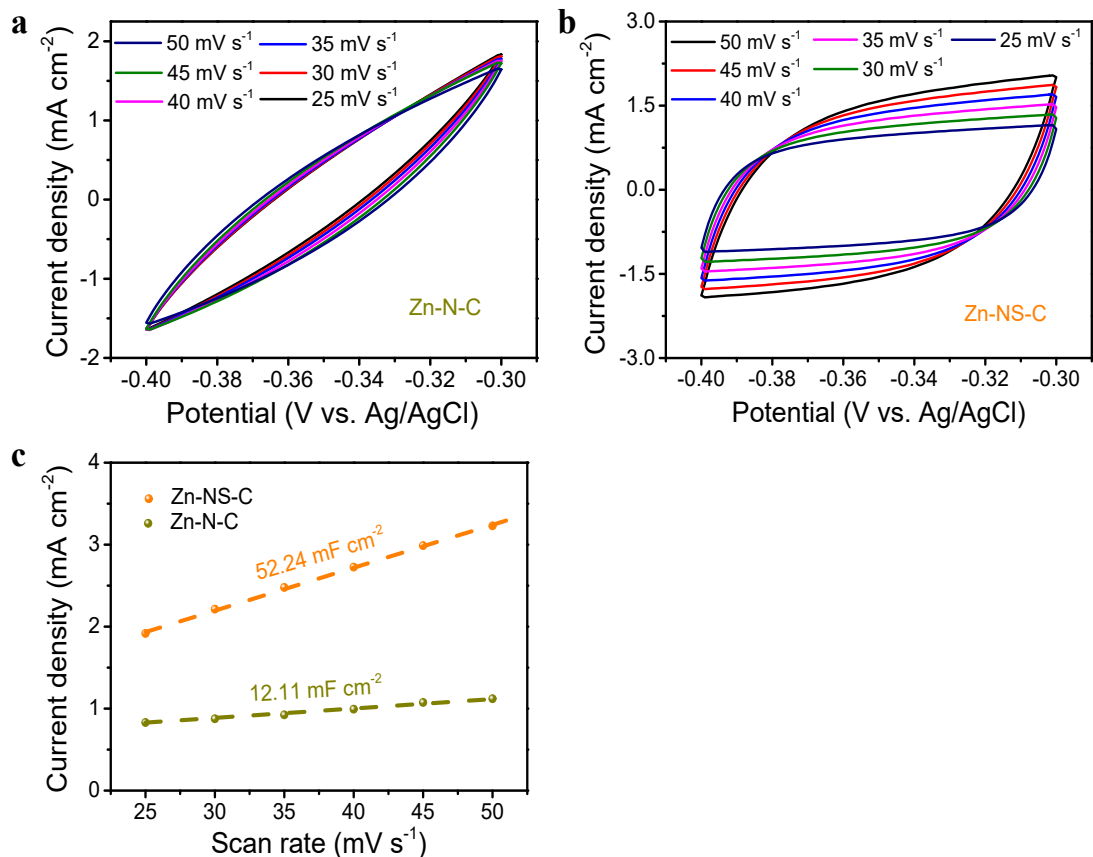 a
50 mV s⁻¹ 35 mV s⁻¹
45 mV s⁻¹ 30 mV s⁻¹
40 mV s⁻¹ 25 mV s⁻¹
Current density (mA cm⁻²)
2
1
0
-1
-2
Zn-N-C
-0.40 -0.38 -0.36 -0.34 -0.32 -0.30
Potential (V vs. Ag/AgCl)
b
50 mV s⁻¹ 35 mV s⁻¹ 25 mV s⁻¹
45 mV s⁻¹ 30 mV s⁻¹
40 mV s⁻¹
Current density (mA cm⁻²)
3.0
1.5
0.0
-1.5
-3.0
Zn-NS-C
-0.40 -0.38 -0.36 -0.34 -0.32 -0.30
Potential (V vs. Ag/AgCl)
c
Zn-NS-C
Zn-N-C
52.24 mF cm⁻²
12.11 mF cm⁻²
Current density (mA cm⁻²)
4
3
2
1
0
25 30 35 40 45 50
Scan rate (mV s⁻¹)